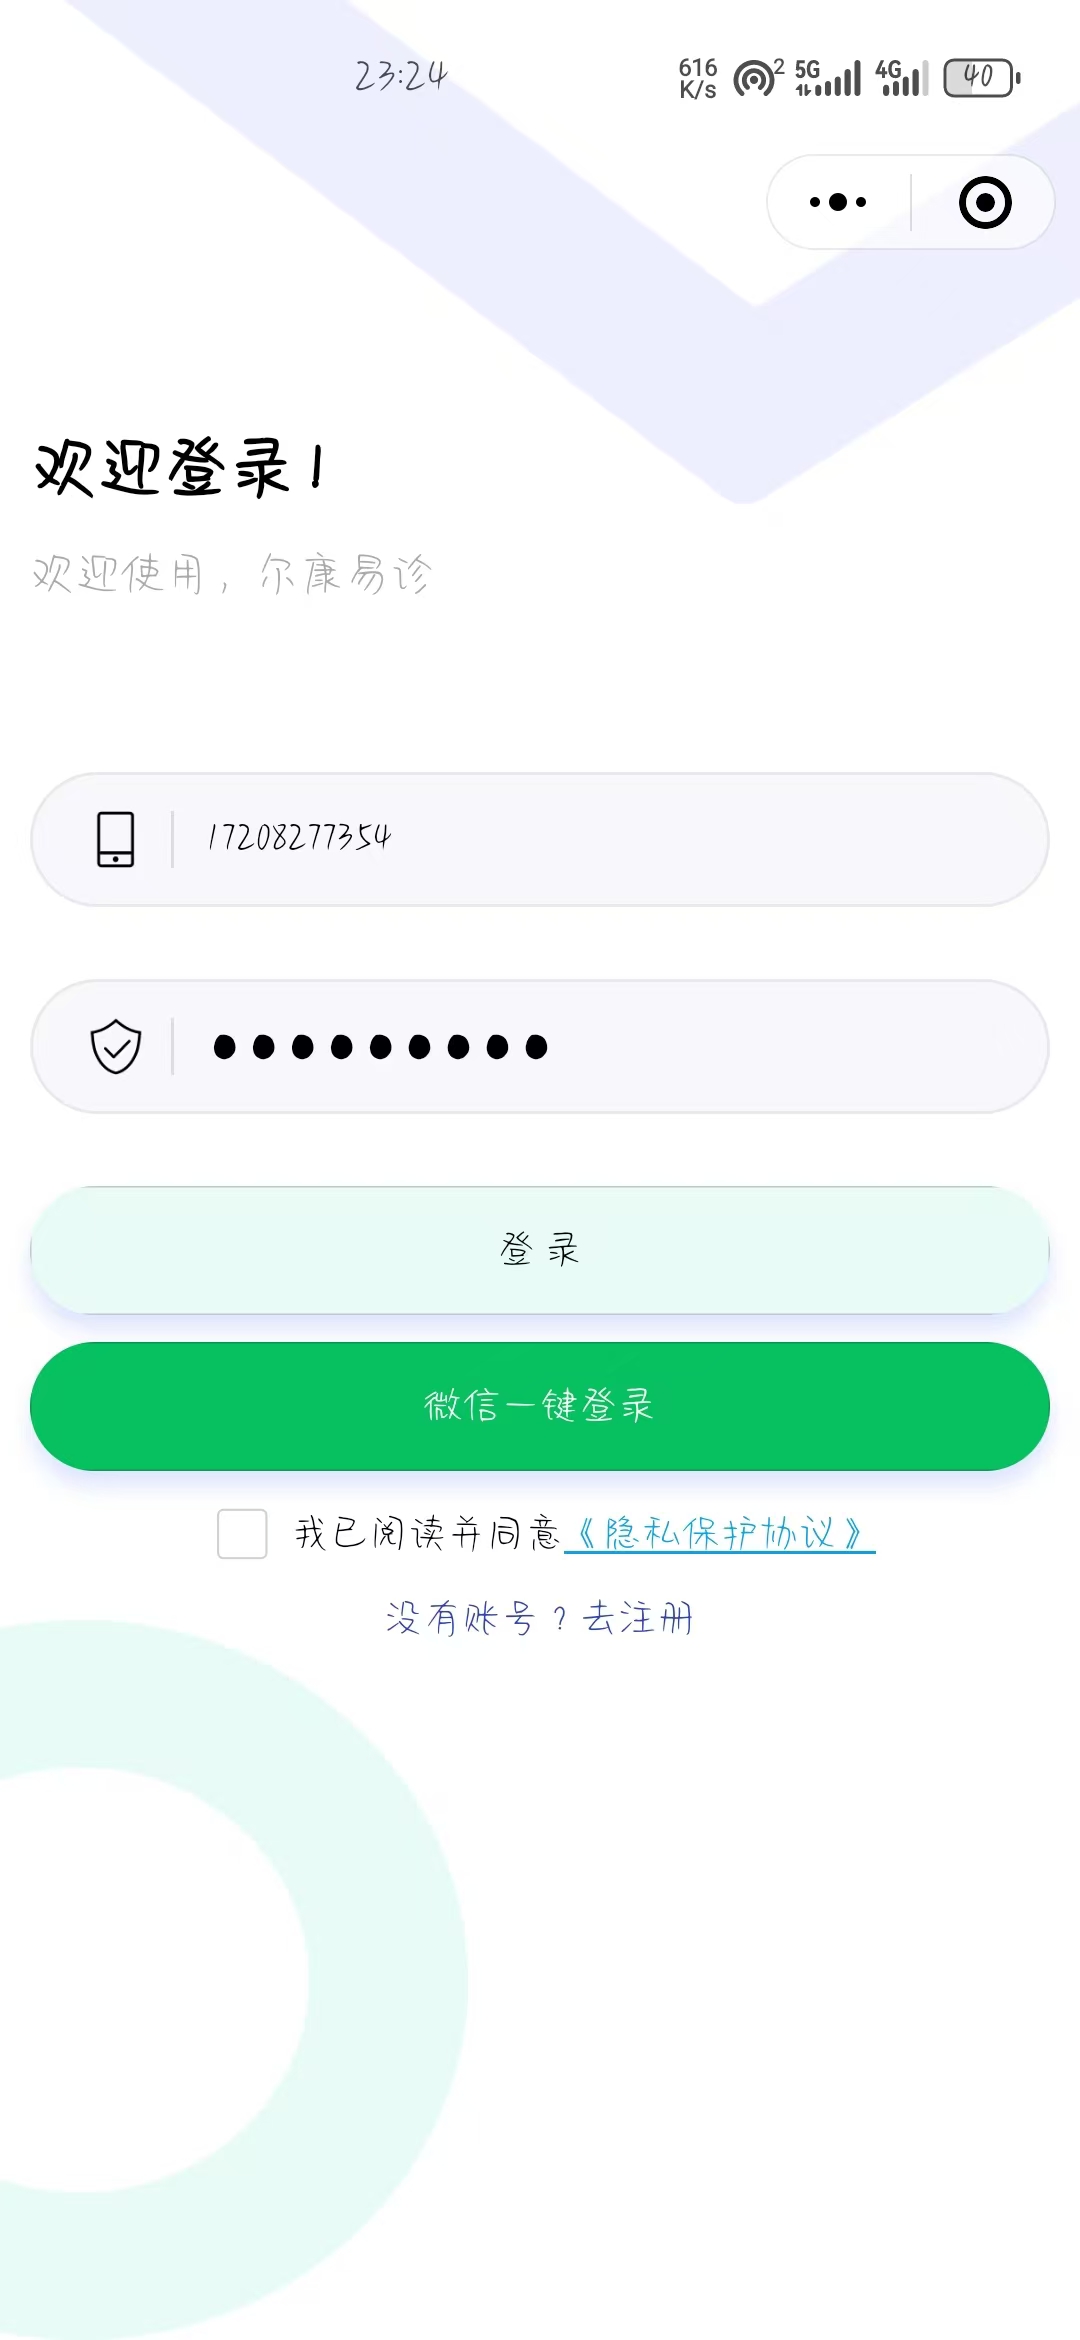 23:24
616 K/s 2 5G 4G 40
欢迎登录!
欢迎使用，尔康易诊
17208277354
登录
微信一键登录
我已阅读并同意《隐私保护协议》
没有账号？去注册